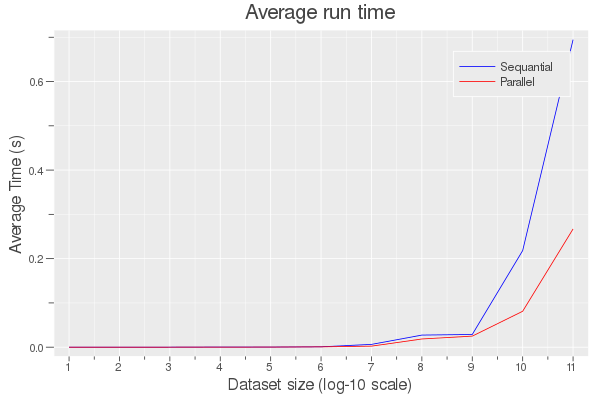 Average run time
Sequantial
Parallel
0.6
0.4
0.2
0.0
Average Time (s)
1 2 3 4 5 6 7 8 9 10 11
Dataset size (log-10 scale)